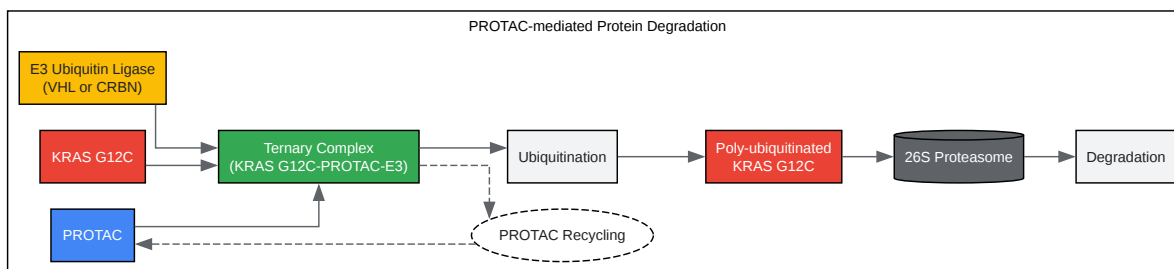 PROTAC-mediated Protein Degradation
E3 Ubiquitin Ligase
(VHL or CRBN)
KRAS G12C
Ternary Complex
(KRAS G12C-PROTAC-E3)
Ubiquitination
Poly-ubiquitinated
KRAS G12C
26S Proteasome
Degradation
PROTAC
PROTAC Recycling